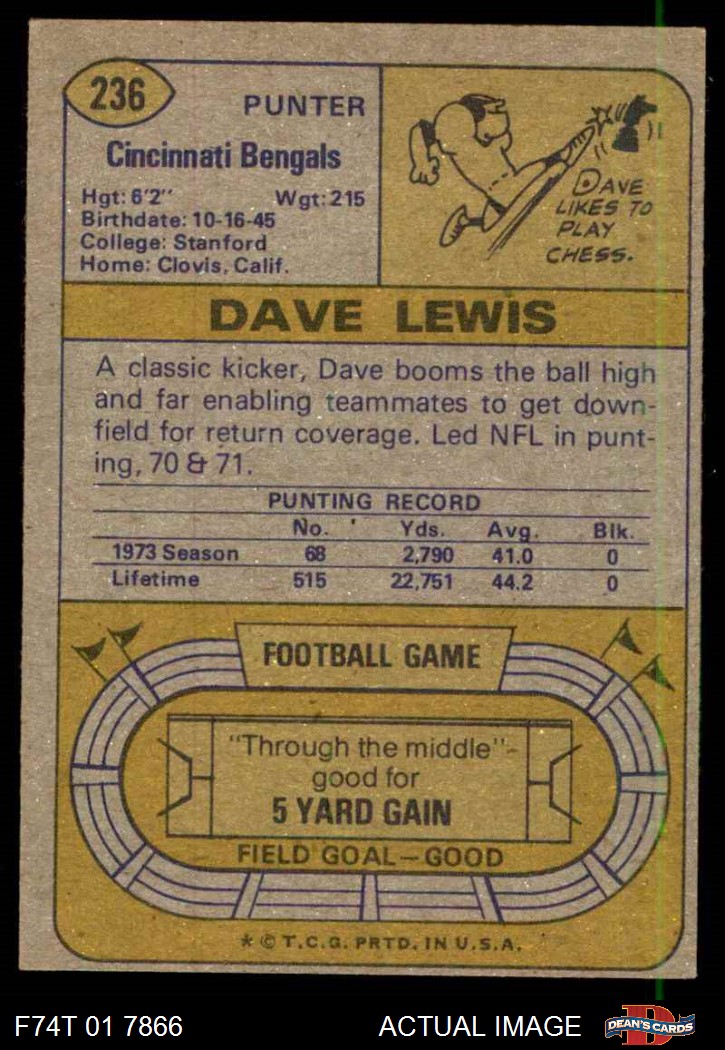 236
PUNTER
Cincinnati Bengals
Hgt: 6'2" Wgt: 215
Birthdate: 10-16-45
College: Stanford
Home: Clovis, Calif.
DAVE
LIKES TO
PLAY
CHESS.
DAVE LEWIS
A classic kicker, Dave booms the ball high
and far enabling teammates to get down-
field for return coverage. Led NFL in punt-
ing, 70 & 71.
PUNTING RECORD
No. Yds. Avg. Blk.
1973 Season 68 2,790 41.0 0
Lifetime 515 22,751 44.2 0
FOOTBALL GAME
"Through the middle"-
good for
5 YARD GAIN
FIELD GOAL—GOOD
* © T.C.G. PRTD. IN U.S.A.
F74T 01 7866 ACTUAL IMAGE
DEAN'S CARDS